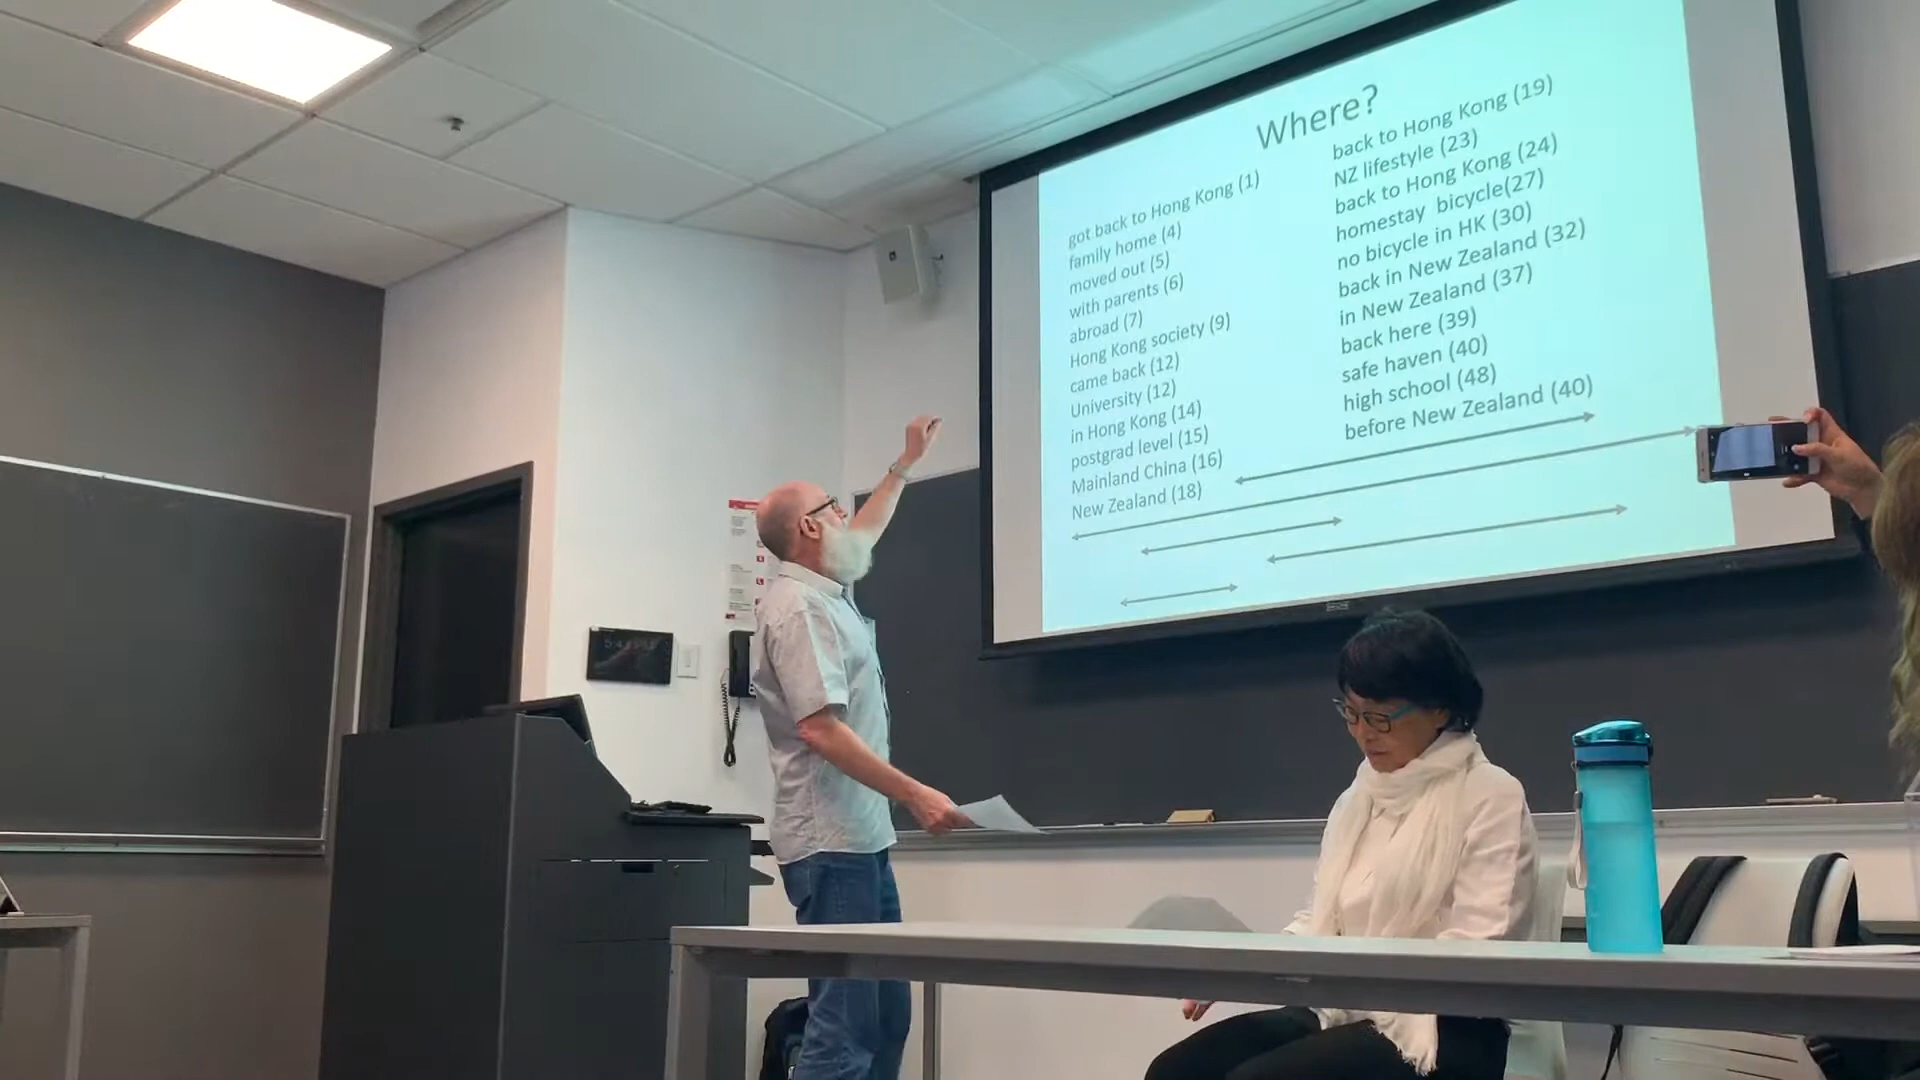 Where?
got back to Hong Kong (1)
family home (4)
moved out (5)
with parents (6)
abroad (7)
Hong Kong society (9)
came back (12)
University (12)
in Hong Kong (14)
postgrad level (15)
Mainland China (16)
New Zealand (18)
back to Hong Kong (19)
NZ lifestyle (23)
back to Hong Kong (24)
homestay bicycle(27)
no bicycle in HK (30)
back in New Zealand (32)
in New Zealand (37)
back here (39)
safe haven (40)
high school (48)
before New Zealand (40)